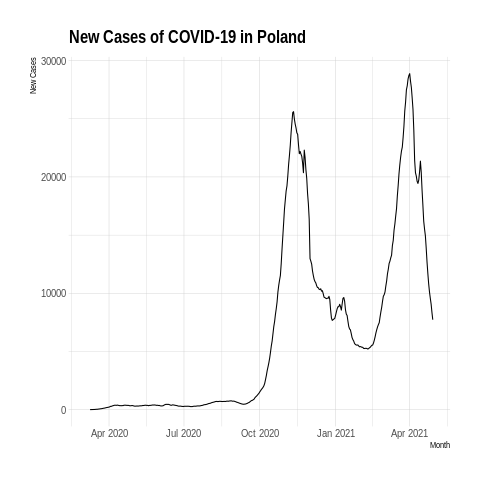 New Cases of COVID-19 in Poland
New Cases
30000
20000
10000
0
Apr 2020 Jul 2020 Oct 2020 Jan 2021 Apr 2021
Month